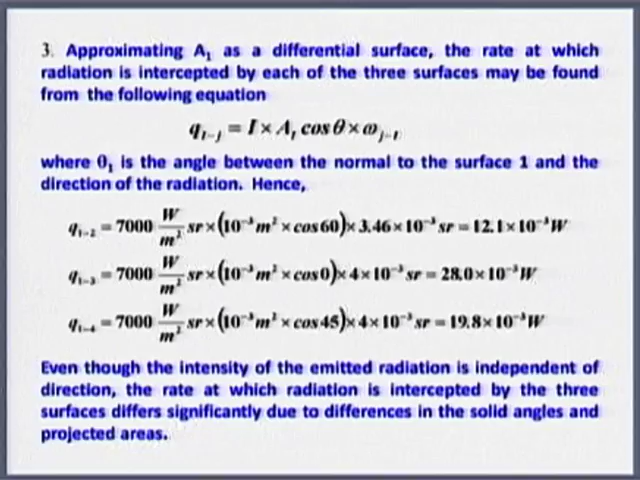 3. Approximating A₁ as a differential surface, the rate at which
radiation is intercepted by each of the three surfaces may be found
from the following equation
q₁₋ⱼ = I × A₁ cos θ × ωⱼ₋₁
where θ₁ is the angle between the normal to the surface 1 and the
direction of the radiation. Hence,
q₁₋₂ = 7000 W/m² sr × (10⁻³ m² × cos 60) × 3.46 × 10⁻³ sr = 12.1 × 10⁻³ W
q₁₋₃ = 7000 W/m² sr × (10⁻³ m² × cos 0) × 4 × 10⁻³ sr = 28.0 × 10⁻³ W
q₁₋₄ = 7000 W/m² sr × (10⁻³ m² × cos 45) × 4 × 10⁻³ sr = 19.8 × 10⁻³ W
Even though the intensity of the emitted radiation is independent of
direction, the rate at which radiation is intercepted by the three
surfaces differs significantly due to differences in the solid angles and
projected areas.